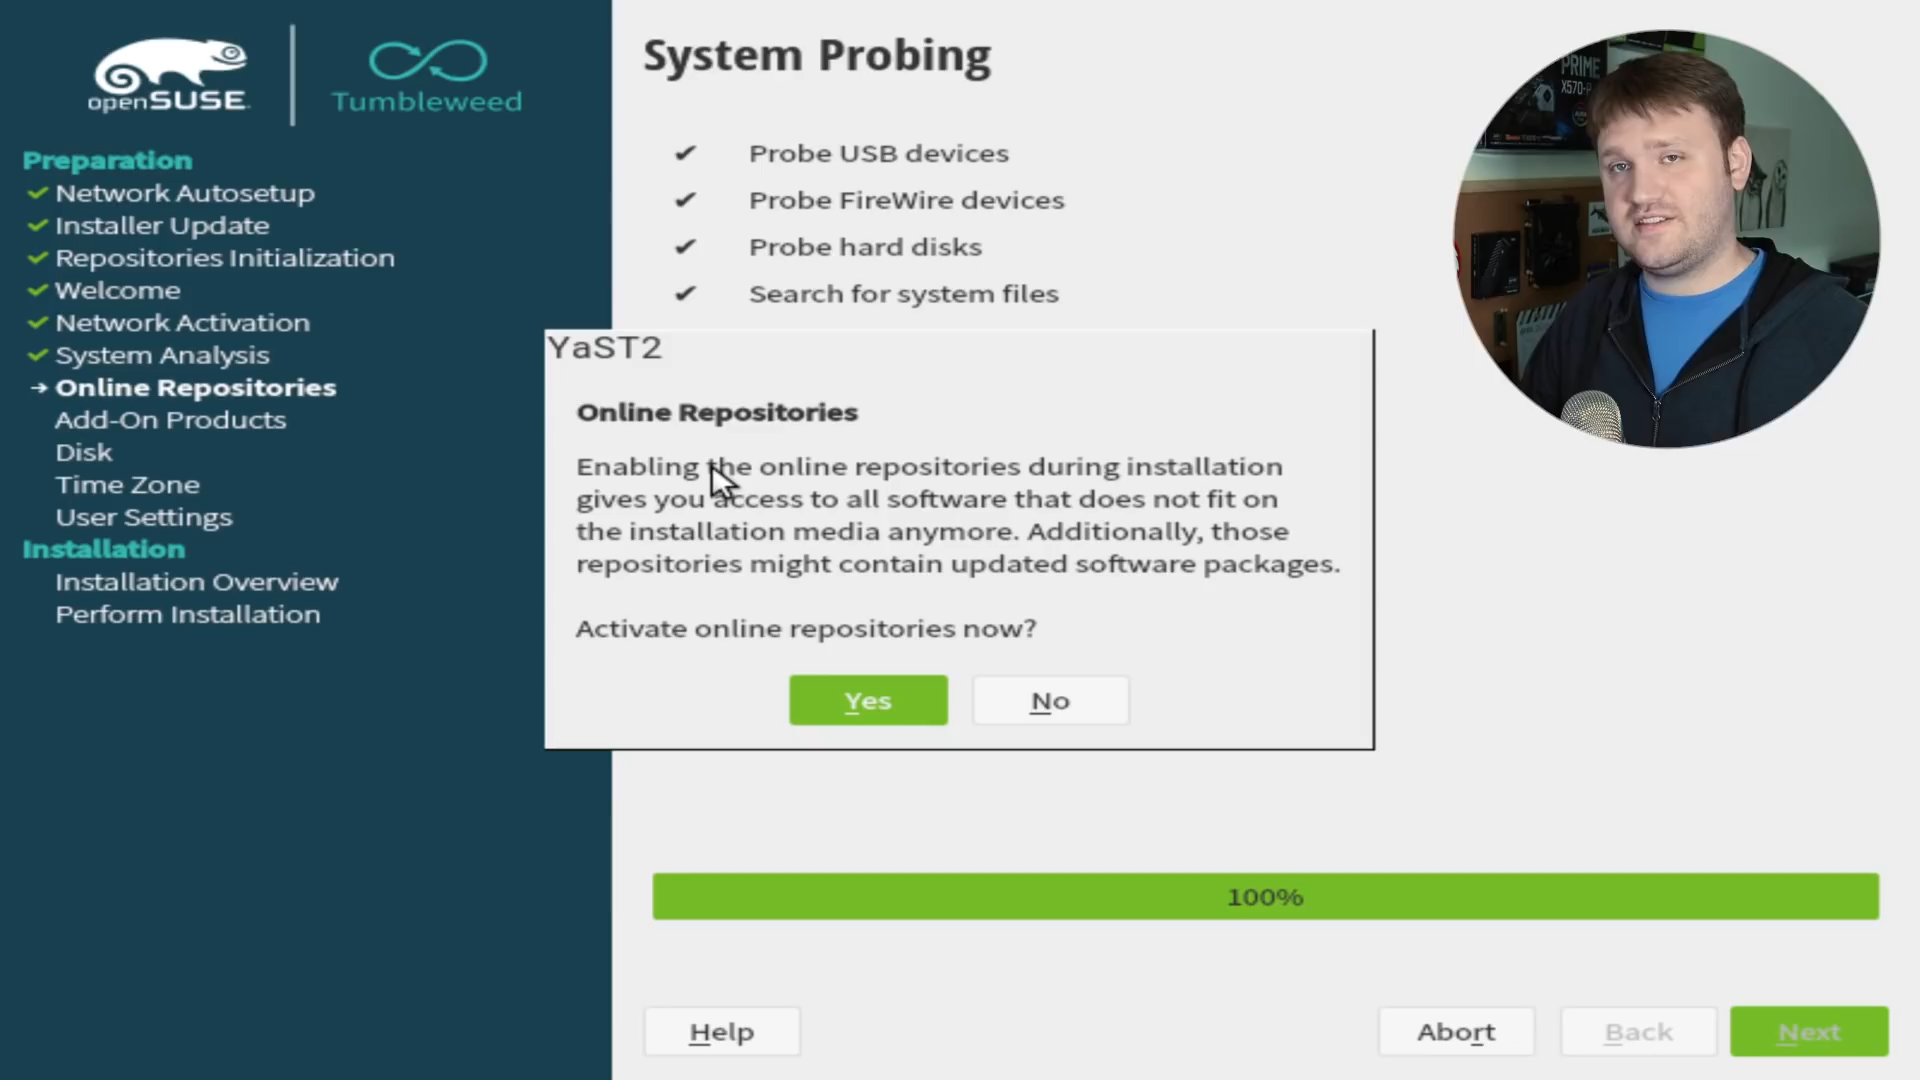 openSUSE
Tumbleweed
Preparation
Network Autosetup
Installer Update
Repositories Initialization
Welcome
Network Activation
System Analysis
Online Repositories
Add-On Products
Disk
Time Zone
User Settings
Installation
Installation Overview
Perform Installation
System Probing
Probe USB devices
Probe FireWire devices
Probe hard disks
Search for system files
YaST2
Online Repositories
Enabling the online repositories during installation
gives you access to all software that does not fit on
the installation media anymore. Additionally, those
repositories might contain updated software packages.
Activate online repositories now?
Yes
No
100%
Help
Abort
Back
Next
PRIME
X570-P